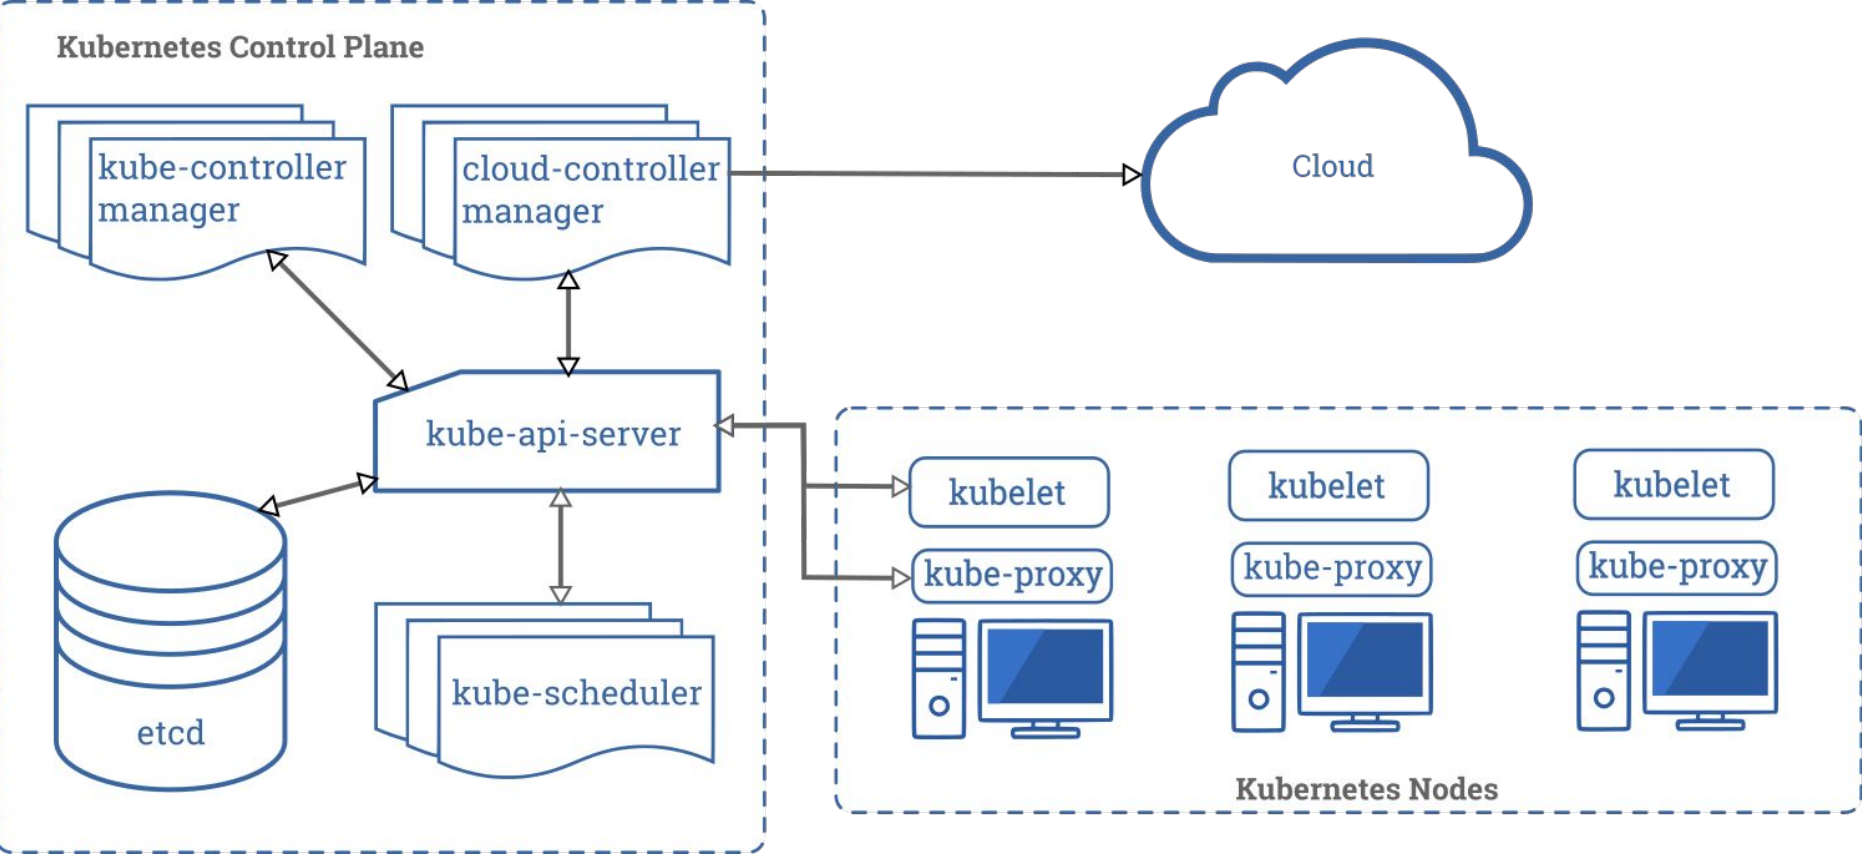 Kubernetes Control Plane
kube-controller
manager
cloud-controller
manager
Cloud
kube-api-server
etcd
kube-scheduler
kubelet
kube-proxy
kubelet
kube-proxy
kubelet
kube-proxy
Kubernetes Nodes